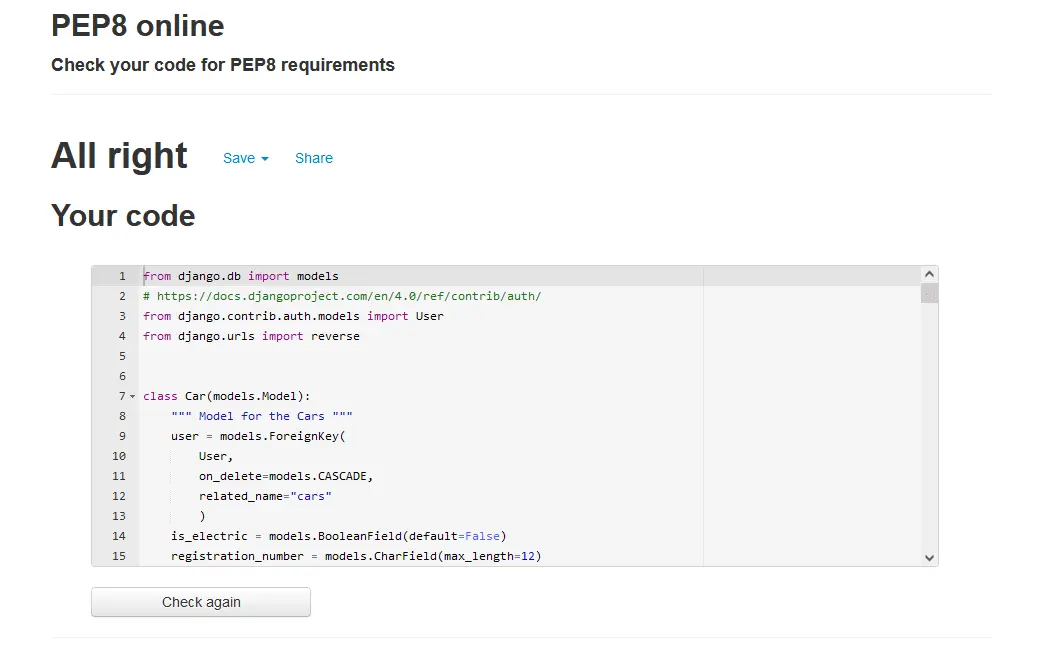 PEP8 online
Check your code for PEP8 requirements
All right Save Share
Your code
1 from django.db import models
2 # https://docs.djangoproject.com/en/4.0/ref/contrib/auth/
3 from django.contrib.auth.models import User
4 from django.urls import reverse
5
6
7 class Car(models.Model):
8 """ Model for the Cars """
9 user = models.ForeignKey(
10 User,
11 on_delete=models.CASCADE,
12 related_name="cars"
13 )
14 is_electric = models.BooleanField(default=False)
15 registration_number = models.CharField(max_length=12)
Check again